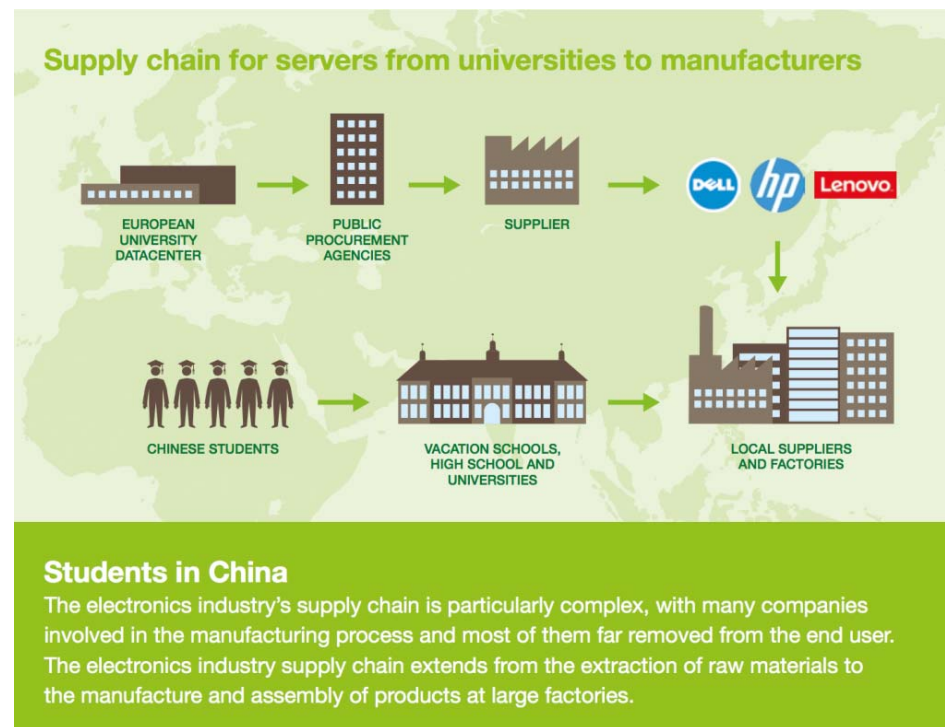 Supply chain for servers from universities to manufacturers
EUROPEAN
UNIVERSITY
DATACENTER
PUBLIC
PROCUREMENT
AGENCIES
SUPPLIER
DELL
hp
Lenovo
CHINESE STUDENTS
VACATION SCHOOLS,
HIGH SCHOOL AND
UNIVERSITIES
LOCAL SUPPLIERS
AND FACTORIES
Students in China
The electronics industry's supply chain is particularly complex, with many companies
involved in the manufacturing process and most of them far removed from the end user.
The electronics industry supply chain extends from the extraction of raw materials to
the manufacture and assembly of products at large factories.